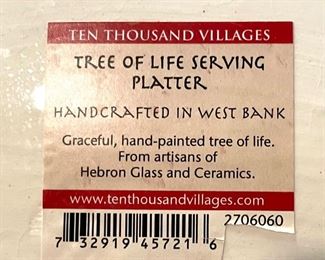 TEN THOUSAND VILLAGES
TREE OF LIFE SERVING
PLATTER
HANDCRAFTED IN WEST BANK
Graceful, hand-painted tree of life.
From artisans of
Hebron Glass and Ceramics.
www.tenthousandvillages.com
2706060
7 32919 45721 6